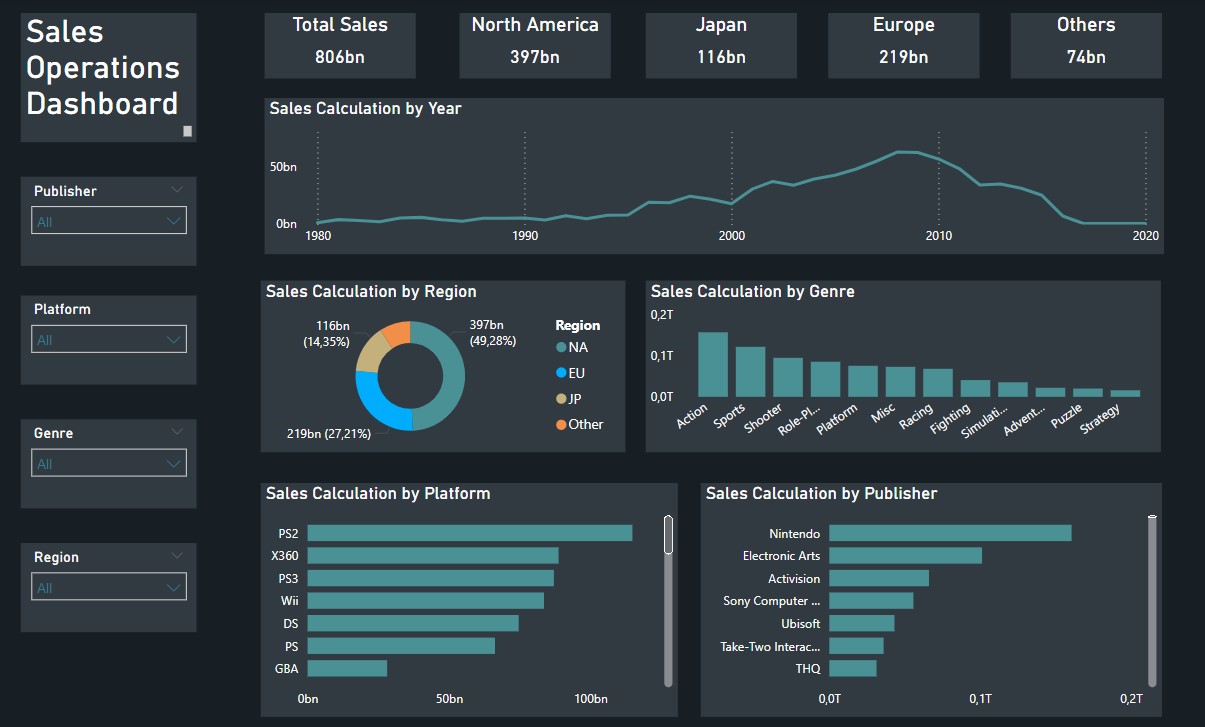 Sales
Operations
Dashboard
Total Sales
806bn
North America
397bn
Japan
116bn
Europe
219bn
Others
74bn
Publisher
All
Platform
All
Genre
All
Region
All
Sales Calculation by Year
50bn
0bn
1980
1990
2000
2010
2020
Sales Calculation by Region
116bn
(14,35%)
397bn
(49,28%)
219bn (27,21%)
Region
NA
EU
JP
Other
Sales Calculation by Genre
0,2T
0,1T
0,0T
Action
Sports
Shooter
Role-Pl...
Platform
Misc
Racing
Fighting
Simulati...
Advent...
Puzzle
Strategy
Sales Calculation by Platform
PS2
X360
PS3
Wii
DS
PS
GBA
0bn
50bn
100bn
Sales Calculation by Publisher
Nintendo
Electronic Arts
Activision
Sony Computer ...
Ubisoft
Take-Two Interac...
THQ
0,0T
0,1T
0,2T